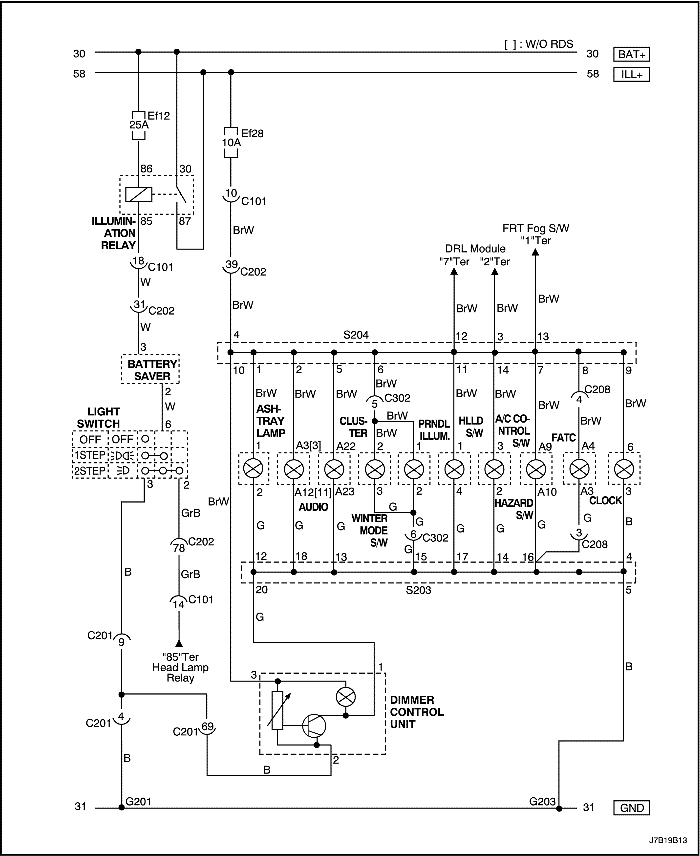 [ ] : W/O RDS
30 30 BAT+
58 58 ILL+
Ef12
25A
Ef28
10A
86 30
10 C101
ILLUMIN-
ATION
RELAY
85 87
BrW
FRT Fog S/W
"1"Ter
DRL Module
"7"Ter "2"Ter
18 C101
W
39 C202
31 C202
W
BrW BrW BrW BrW
3
4 S204 12 3 13
BATTERY
SAVER
10 1 2 5 6 11 14 7 8 9
2
W
6
BrW BrW BrW BrW BrW BrW BrW BrW
C302
5
BrW
C208
4
BrW
LIGHT
SWITCH
OFF OFF
1STEP
2STEP
3 2
ASH-
TRAY
LAMP
CLUS-
TER
PRNDL
ILLUM.
HLLD
S/W
A/C CO-
NTROL
S/W
FATC
1 A3[3] A22 2 1 1 3 A9 A4 6
2 A12[11] A23 3 2 4 2 A10 A3 3
AUDIO
HAZARD
S/W
CLOCK
WINTER
MODE
S/W
BrW G G G G G G G G G B
6 C302
G
3 C208
GrB
78 C202
12 18 13 15 17 14 16 4
S203
20 5
B
GrB
14 C101
G
C201 9
"85"Ter
Head Lamp
Relay
B
3 1
DIMMER
CONTROL
UNIT
4
C201
69
C201
2
B
B
31 G201 G203 31 GND
J7B19B13